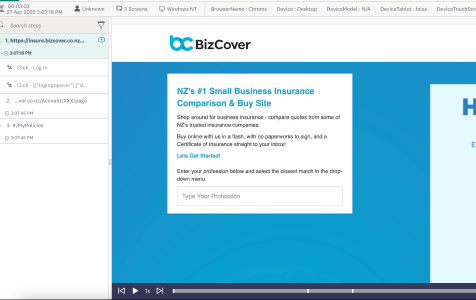 00:03:03
27 Apr 2025 3:07:18 PM
Unknown
3 Screens
Windows NT
BrowserName : Chrome
Device : Desktop
DeviceModel : N/A
DeviceTablet : false
DeviceTouchScr
Search steps
1. https://insure.bizcover.co.nz...
3:07:18 PM
Click - Log In
Click - [["loginpopover"],["d...
2. ...ver.co.nz/Account/XXX/page
3:07:48 PM
3. #/MyPolicies
3:07:49 PM
BizCover
NZ's #1 Small Business Insurance
Comparison & Buy Site
Shop around for business insurance - compare quotes from some of
NZ's trusted insurance companies.
Buy online with us in a flash, with no paperworks to sign, and a
Certificate of Insurance straight to your inbox!
Lets Get Started!
Enter your profession below and select the closest match in the drop-
down menu.
Type Your Profession
H
E
1x